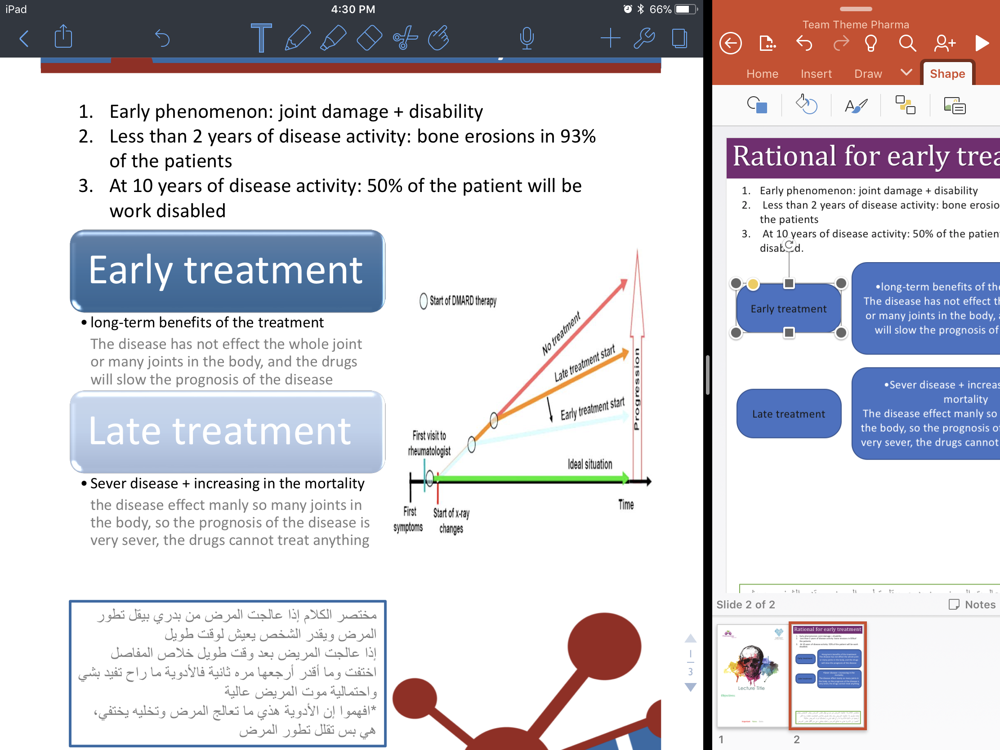 iPad
4:30 PM
66%
1. Early phenomenon: joint damage + disability
2. Less than 2 years of disease activity: bone erosions in 93%
of the patients
3. At 10 years of disease activity: 50% of the patient will be
work disabled
Early treatment
• long-term benefits of the treatment
The disease has not effect the whole joint
or many joints in the body, and the drugs
will slow the prognosis of the disease
Late treatment
• Sever disease + increasing in the mortality
the disease effect manly so many joints in
the body, so the prognosis of the disease is
very sever, the drugs cannot treat anything
Start of DMARD therapy
No treatment
Late treatment start
Early treatment start
Progression
First visit to
rheumatologist
Ideal situation
Time
First
symptoms
Start of x-ray
changes
مختصر الكلام إذا عالجت المرض من بدري بيقل تطور
المرض ويقدر الشخص يعيش لوقت طويل
إذا عالجت المريض بعد وقت طويل خلاص المفاصل
اختفت وما أقدر أرجعها مره ثانية فالأدوية ما راح تفيد بشي
واحتمالية موت المريض عالية
*افهموا إن الأدوية هذي ما تعالج المرض وتخليه يختفي،
هي بس تقلل تطور المرض
1
3
Team Theme Pharma
Home Insert Draw Shape
Rational for early trea
1. Early phenomenon: joint damage + disability
2. Less than 2 years of disease activity: bone erosio
the patients
3. At 10 years of disease activity: 50% of the patien
disabled.
Early treatment
•long-term benefits of the
The disease has not effect th
or many joints in the body, a
will slow the prognosis of
Late treatment
•Sever disease + increas
mortality
The disease effect manly so
the body, so the prognosis of
very sever, the drugs cannot
Slide 2 of 2
Notes
Lecture Title
Objectives:
Rational for early treatment
1
2